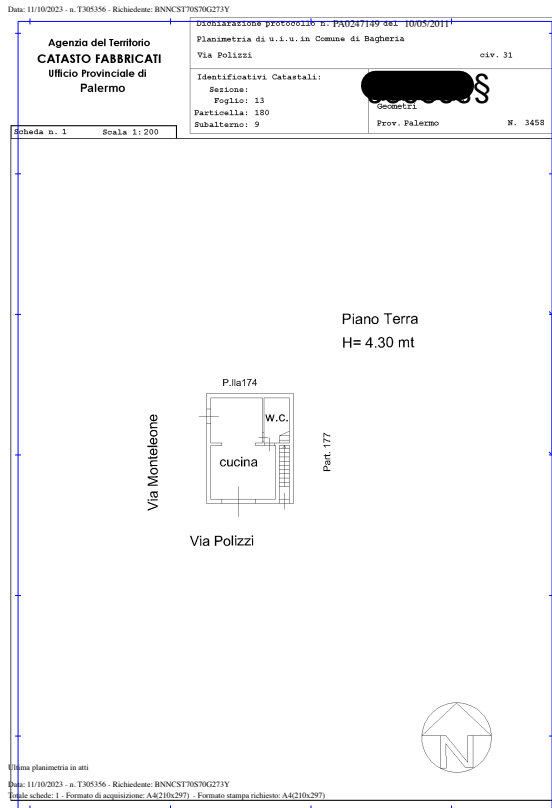 Data: 11/10/2023 - n. T305356 - Richiedente: BNNCST70S70G273Y
Agenzia del Territorio
CATASTO FABBRICATI
Ufficio Provinciale di
Palermo
Dichiarazione protocollo n. PA0247149 del 10/05/2011
Planimetria di u.i.u. in Comune di Bagheria
Via Polizzi civ. 31
Identificativi Catastali:
Sezione:
Foglio: 13
Particella: 180
Subalterno: 9
§
Geometri
Prov. Palermo N. 3458
Scheda n. 1 Scala 1:200
Piano Terra
H= 4.30 mt
P.lla174
w.c.
cucina
Via Monteleone
Part. 177
Via Polizzi
N
Ultima planimetria in atti
Data: 11/10/2023 - n. T305356 - Richiedente: BNNCST70S70G273Y
Totale schede: 1 - Formato di acquisizione: A4(210x297) - Formato stampa richiesto: A4(210x297)